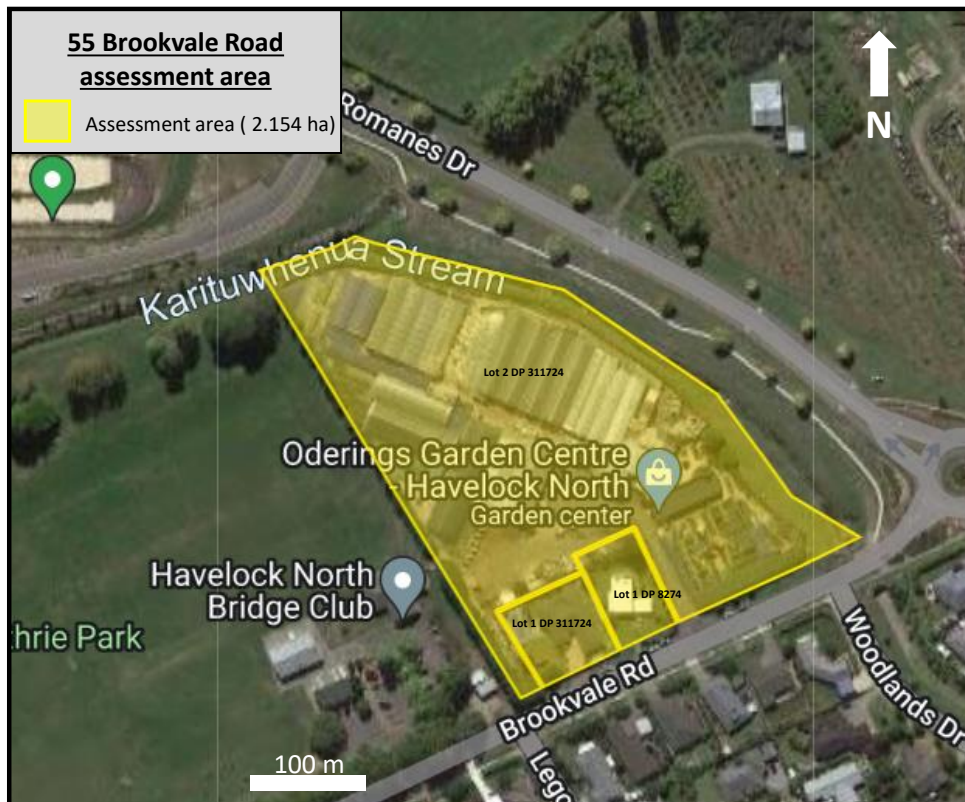 55 Brookvale Road
assessment area
Assessment area ( 2.154 ha)
N
Romanes Dr
Karituwhenua Stream
Lot 2 DP 311724
Oderings Garden Centre
- Havelock North
Garden center
Havelock North
Bridge Club
Lot 1 DP 8274
Lot 1 DP 311724
thrie Park
Brookvale Rd
Woodlands Dr
Lego
100 m